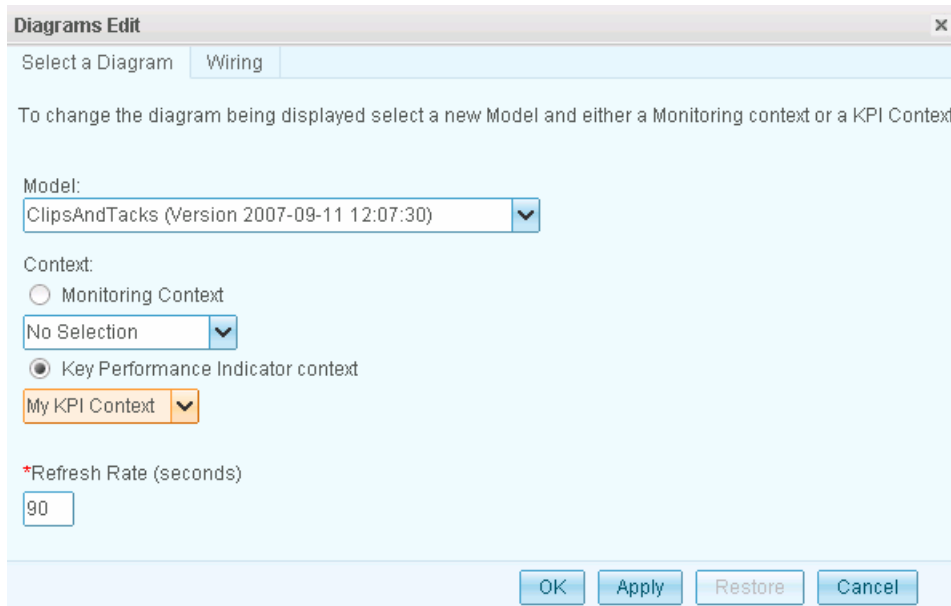 Diagrams Edit
Select a Diagram Wiring
To change the diagram being displayed select a new Model and either a Monitoring context or a KPI Context
Model:
ClipsAndTacks (Version 2007-09-11 12:07:30)
Context:
Monitoring Context
No Selection
Key Performance Indicator context
My KPI Context
*Refresh Rate (seconds)
90
OK Apply Restore Cancel